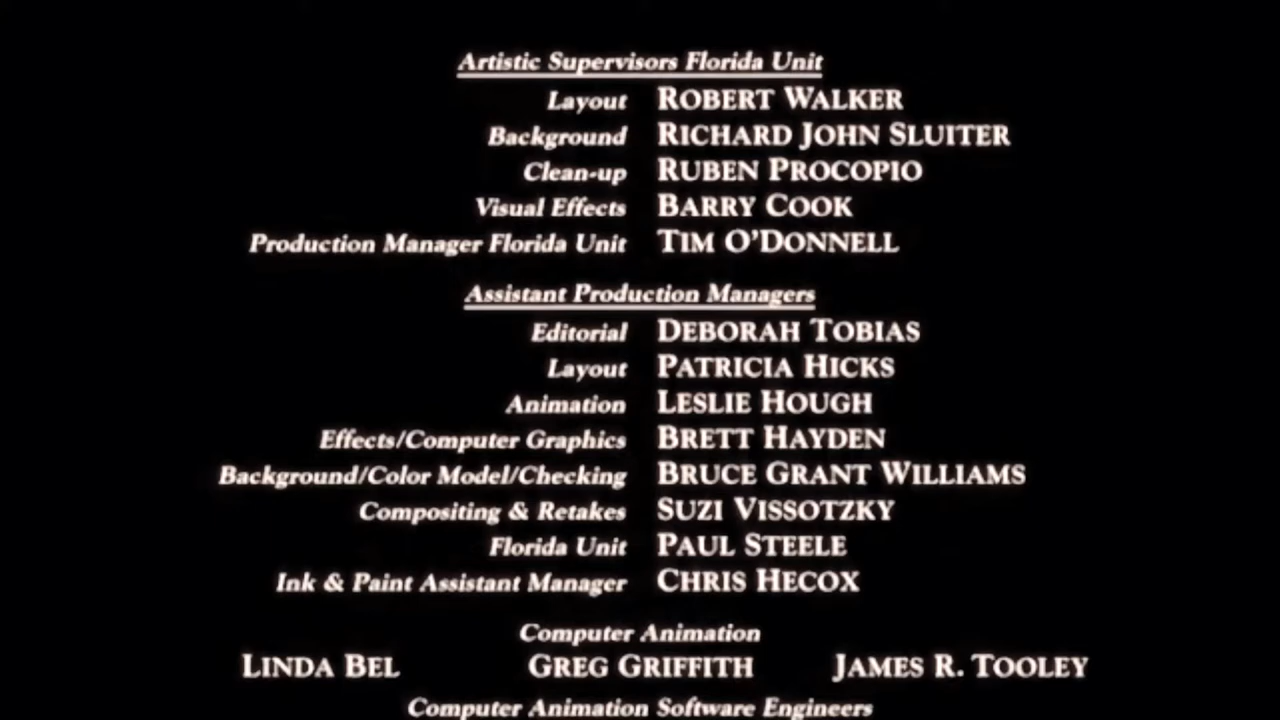 Artistic Supervisors Florida Unit
Layout ROBERT WALKER
Background RICHARD JOHN SLUITER
Clean-up RUBEN PROCOPIO
Visual Effects BARRY COOK
Production Manager Florida Unit TIM O'DONNELL
Assistant Production Managers
Editorial DEBORAH TOBIAS
Layout PATRICIA HICKS
Animation LESLIE HOUGH
Effects/Computer Graphics BRETT HAYDEN
Background/Color Model/Checking BRUCE GRANT WILLIAMS
Compositing & Retakes SUZI VISSOTZKY
Florida Unit PAUL STEELE
Ink & Paint Assistant Manager CHRIS HECOX
Computer Animation
LINDA BEL GREG GRIFFITH JAMES R. TOOLEY
Computer Animation Software Engineers